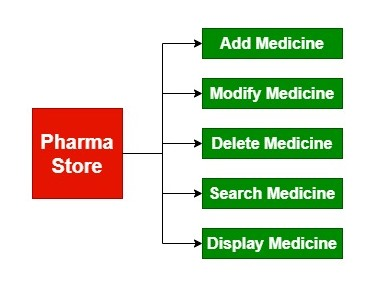 Add Medicine
Modify Medicine
Pharma
Store
Delete Medicine
Search Medicine
Display Medicine